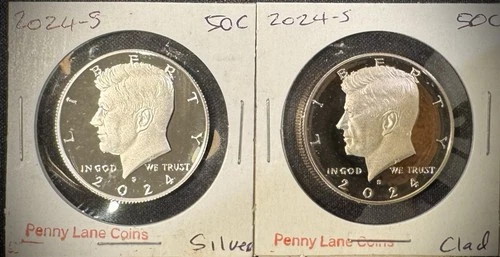 2024-S 50C
LIBERTY
IN GOD WE TRUST
S
2024
Penny Lane Coins
Silver
2024-S 50C
LIBERTY
IN GOD WE TRUST
S
2024
Penny Lane Coins
Clad